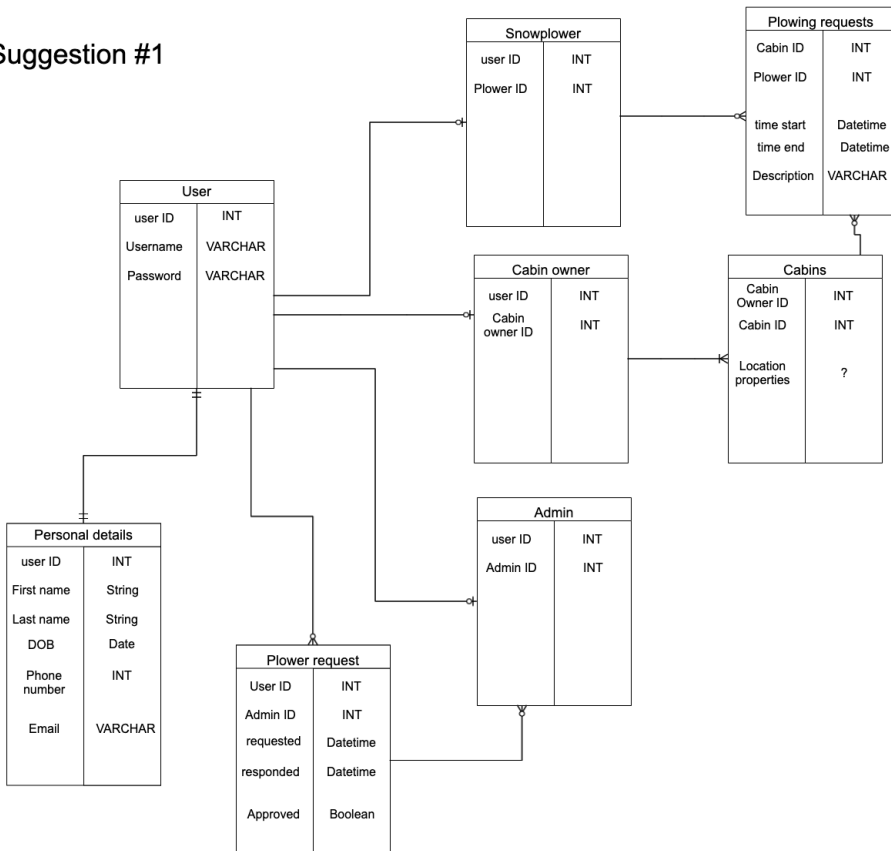 Suggestion #1
Snowplower
user ID INT
Plower ID INT
Plowing requests
Cabin ID INT
Plower ID INT
time start Datetime
time end Datetime
Description VARCHAR
User
user ID INT
Username VARCHAR
Password VARCHAR
Cabin owner
user ID INT
Cabin
owner ID INT
Cabins
Cabin
Owner ID INT
Cabin ID INT
Location
properties ?
Personal details
user ID INT
First name String
Last name String
DOB Date
Phone
number INT
Email VARCHAR
Admin
user ID INT
Admin ID INT
Plower request
User ID INT
Admin ID INT
requested Datetime
responded Datetime
Approved Boolean